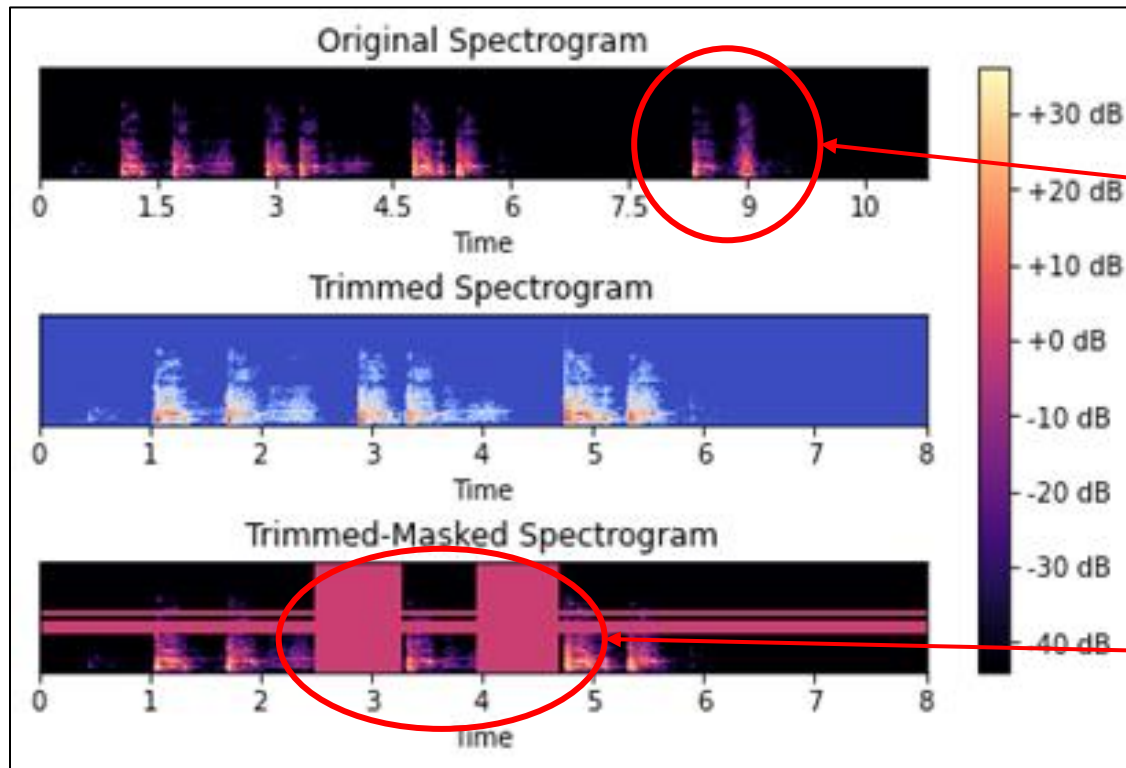 Original Spectrogram
0 1.5 3 4.5 6 7.5 9 10
Time
Trimmed Spectrogram
0 1 2 3 4 5 6 7 8
Time
Trimmed-Masked Spectrogram
0 1 2 3 4 5 6 7 8
Time
+30 dB
+20 dB
+10 dB
+0 dB
-10 dB
-20 dB
-30 dB
-40 dB